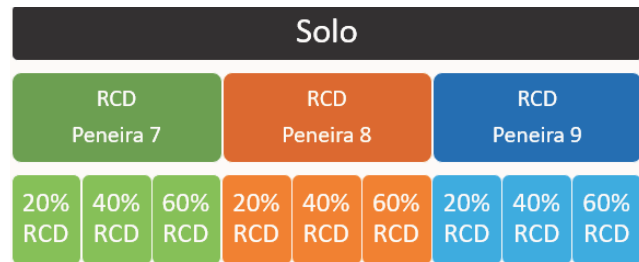 Solo
RCD
Peneira 7
RCD
Peneira 8
RCD
Peneira 9
20%
RCD
40%
RCD
60%
RCD
20%
RCD
40%
RCD
60%
RCD
20%
RCD
40%
RCD
60%
RCD